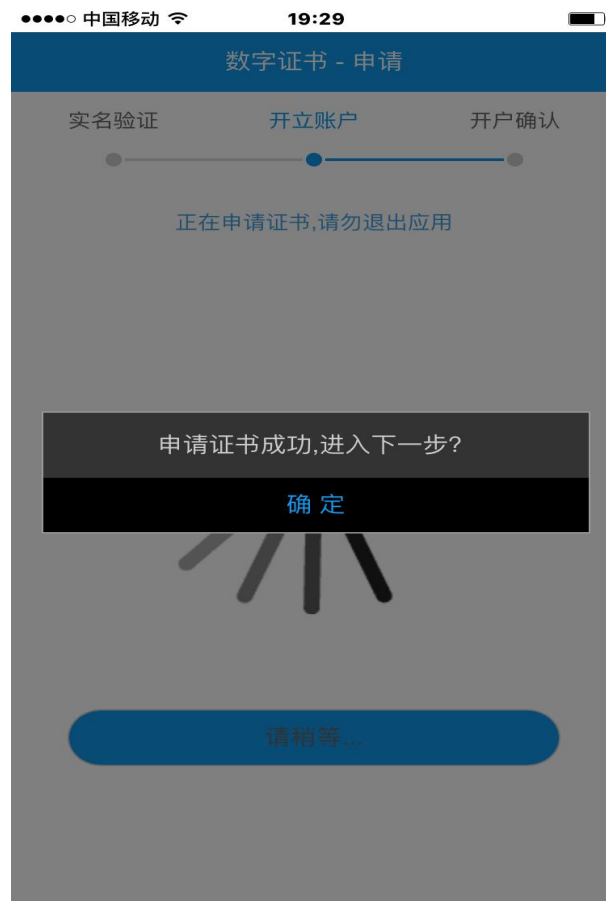 中国移动 19:29
数字证书 - 申请
实名验证 开立账户 开户确认
正在申请证书,请勿退出应用
申请证书成功,进入下一步?
确 定
请稍等...